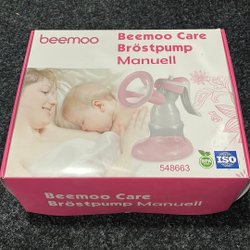 beemoo
Beemoo Care
Bröstpump
Manuell
548663
ISO
Beemoo Care
Bröstpump Manuell